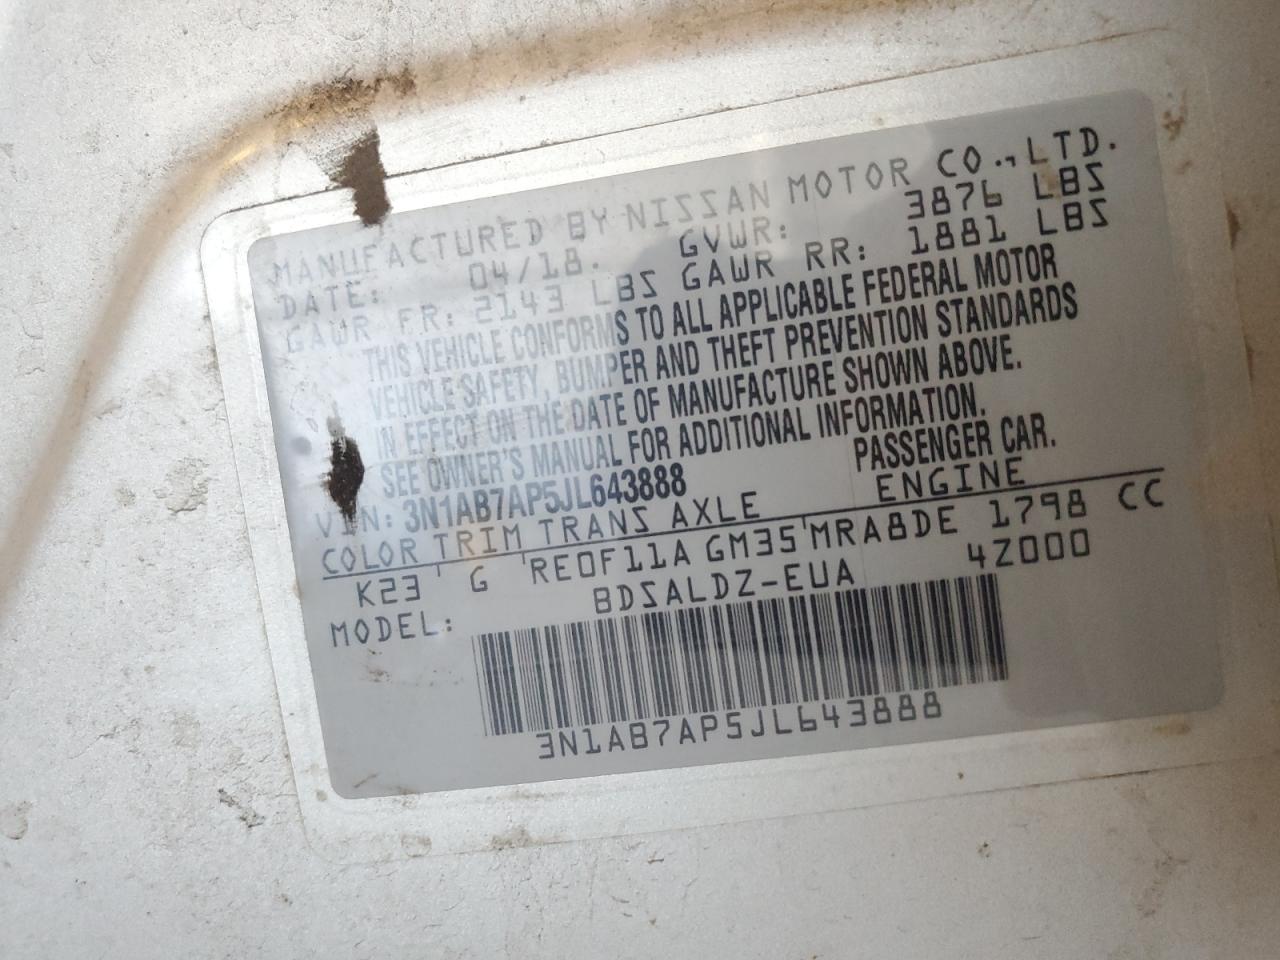 MANUFACTURED BY NISSAN MOTOR CO., LTD.
DATE: 04/18. GVWR: 3876 LBS
GAWR FR: 2143 LBS GAWR RR: 1881 LBS
THIS VEHICLE CONFORMS TO ALL APPLICABLE FEDERAL MOTOR
VEHICLE SAFETY, BUMPER AND THEFT PREVENTION STANDARDS
IN EFFECT ON THE DATE OF MANUFACTURE SHOWN ABOVE.
SEE OWNER'S MANUAL FOR ADDITIONAL INFORMATION.
VIN: 3N1AB7AP5JL643888 PASSENGER CAR.
COLOR TRIM TRANS AXLE ENGINE
K23 G RE0F11A GM35 MRA8DE 1798 CC
MODEL: BDSALDZ-EUA 4Z000
3N1AB7AP5JL643888